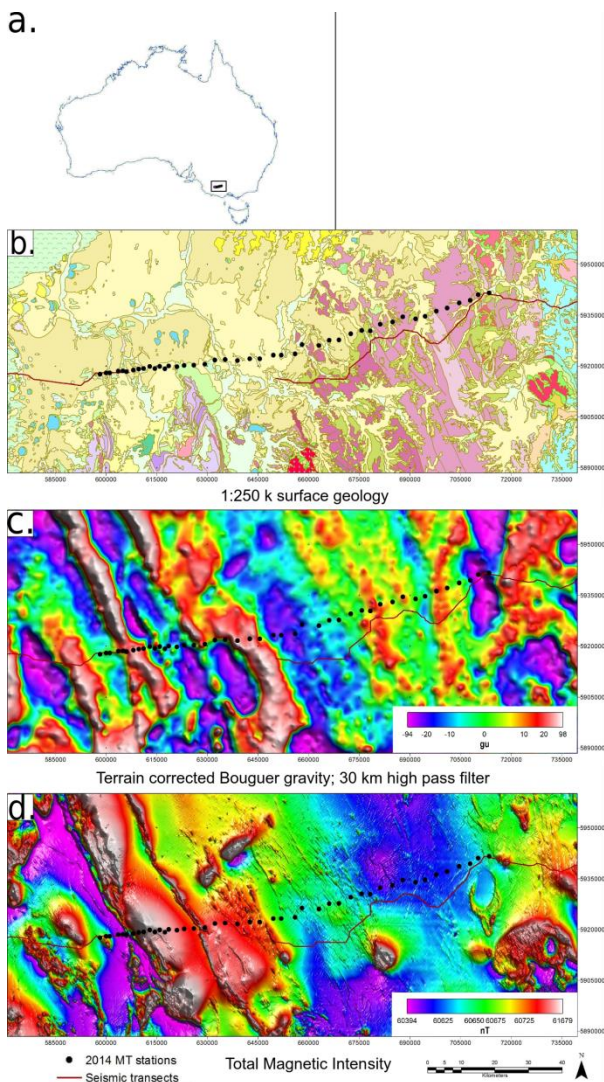 a.
b.
5950000
5935000
5920000
5905000
5890000
585000 600000 615000 630000 645000 660000 675000 690000 705000 720000 735000
1:250 k surface geology
c.
5950000
5935000
5920000
5905000
5890000
-94 -20 -10 0 10 20 98
gu
585000 600000 615000 630000 645000 660000 675000 690000 705000 720000 735000
Terrain corrected Bouguer gravity; 30 km high pass filter
d.
5950000
5935000
5920000
5905000
5890000
60394 60625 60650 60675 60725 61679
nT
585000 600000 615000 630000 645000 660000 675000 690000 705000 720000 735000
2014 MT stations
Seismic transects
Total Magnetic Intensity
0 10 20 30 40
Kilometers
N